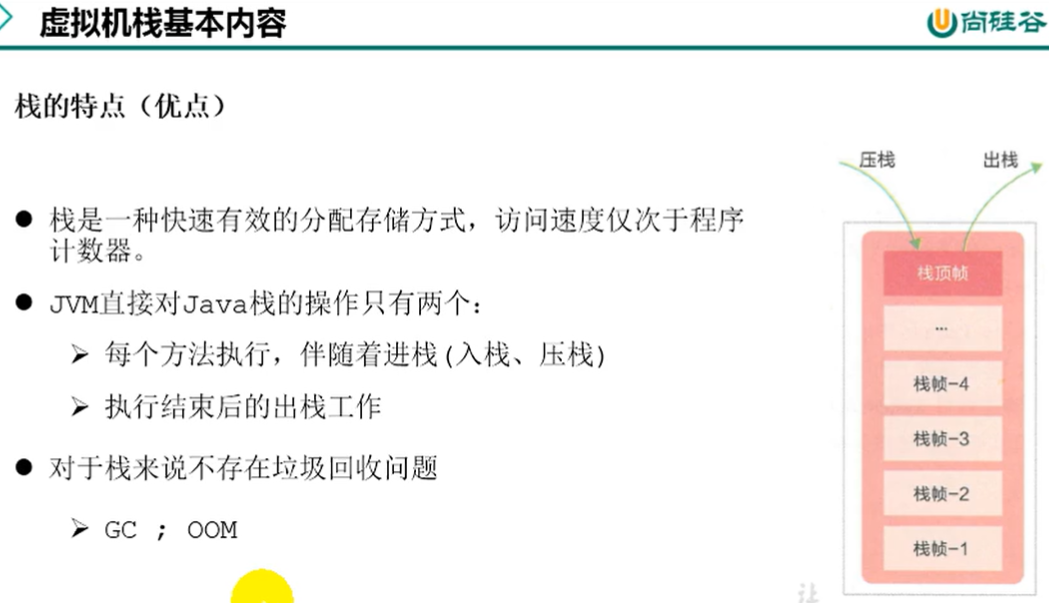 虚拟机栈基本内容
尚硅谷
栈的特点（优点）
压栈
出栈
● 栈是一种快速有效的分配存储方式，访问速度仅次于程序
计数器。
● JVM直接对Java栈的操作只有两个：
➢ 每个方法执行，伴随着进栈(入栈、压栈)
➢ 执行结束后的出栈工作
● 对于栈来说不存在垃圾回收问题
➢ GC ; OOM
栈顶帧
...
栈帧-4
栈帧-3
栈帧-2
栈帧-1
让